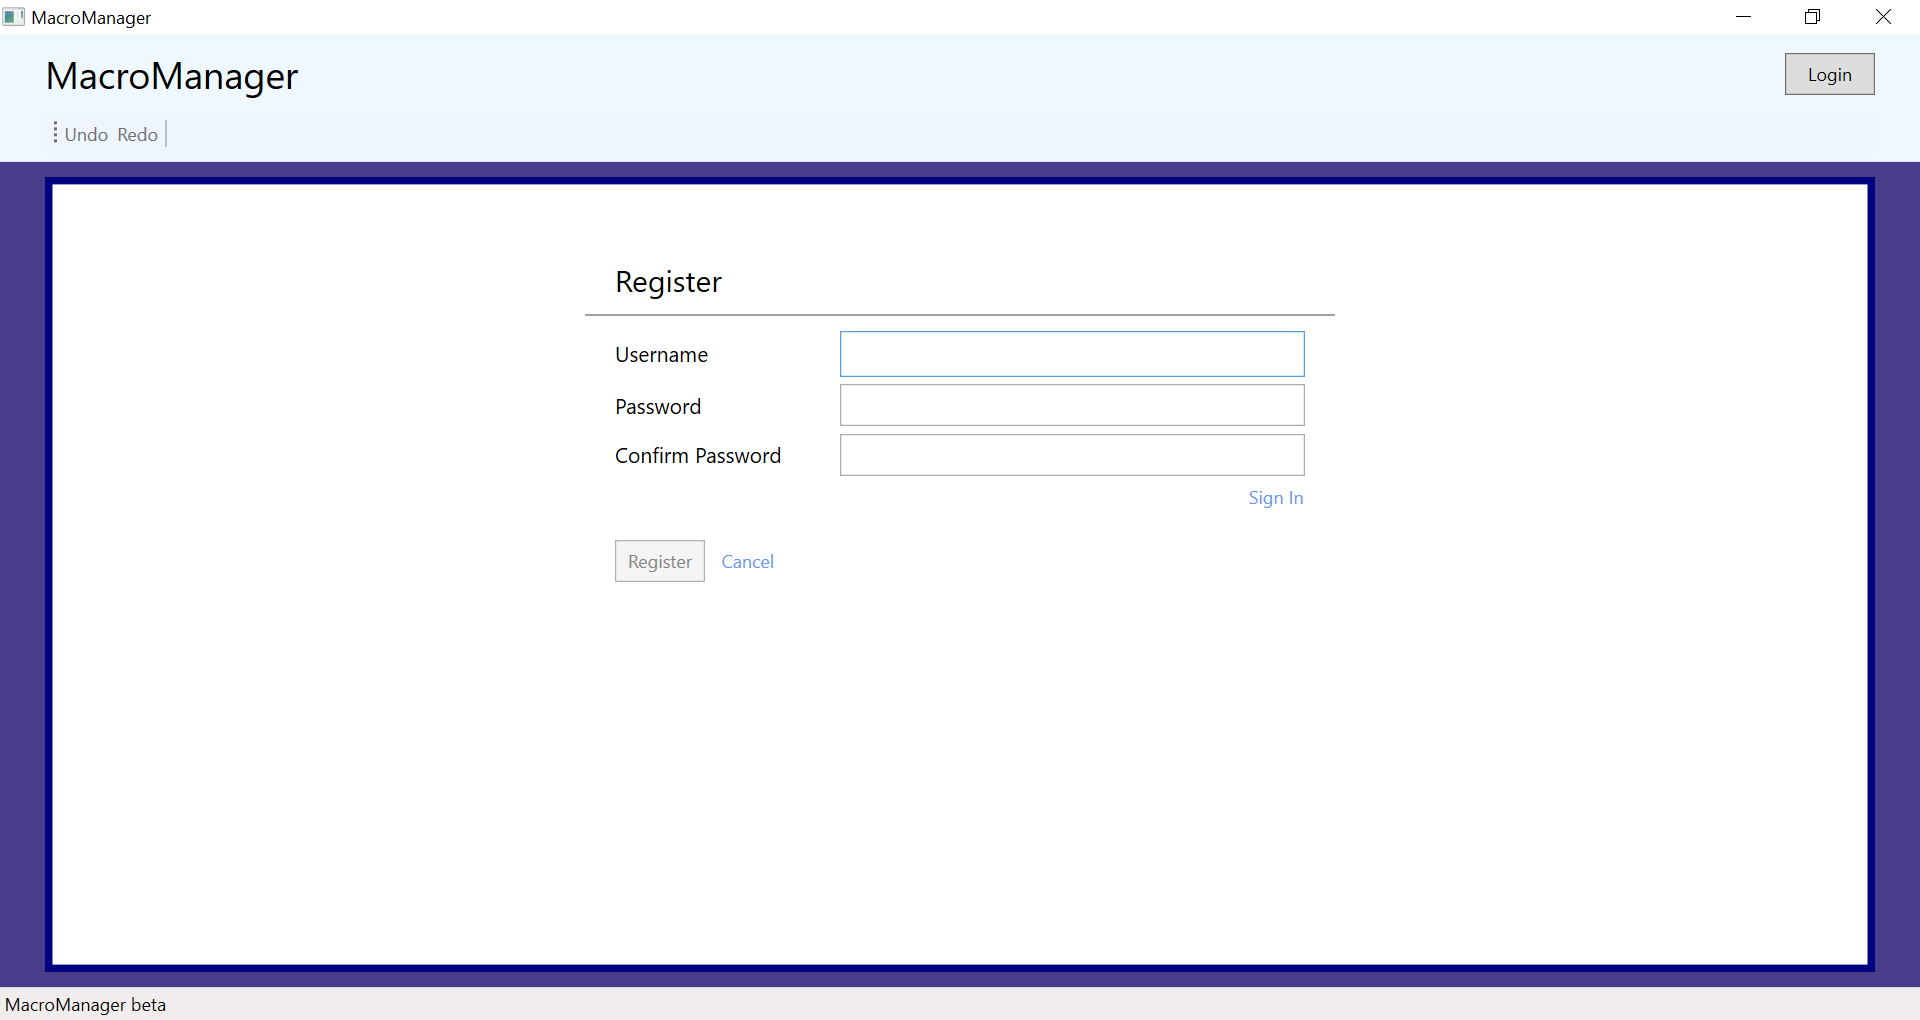 MacroManager
MacroManager
Login
Undo Redo
Register
Username
Password
Confirm Password
Sign In
Register Cancel
MacroManager beta